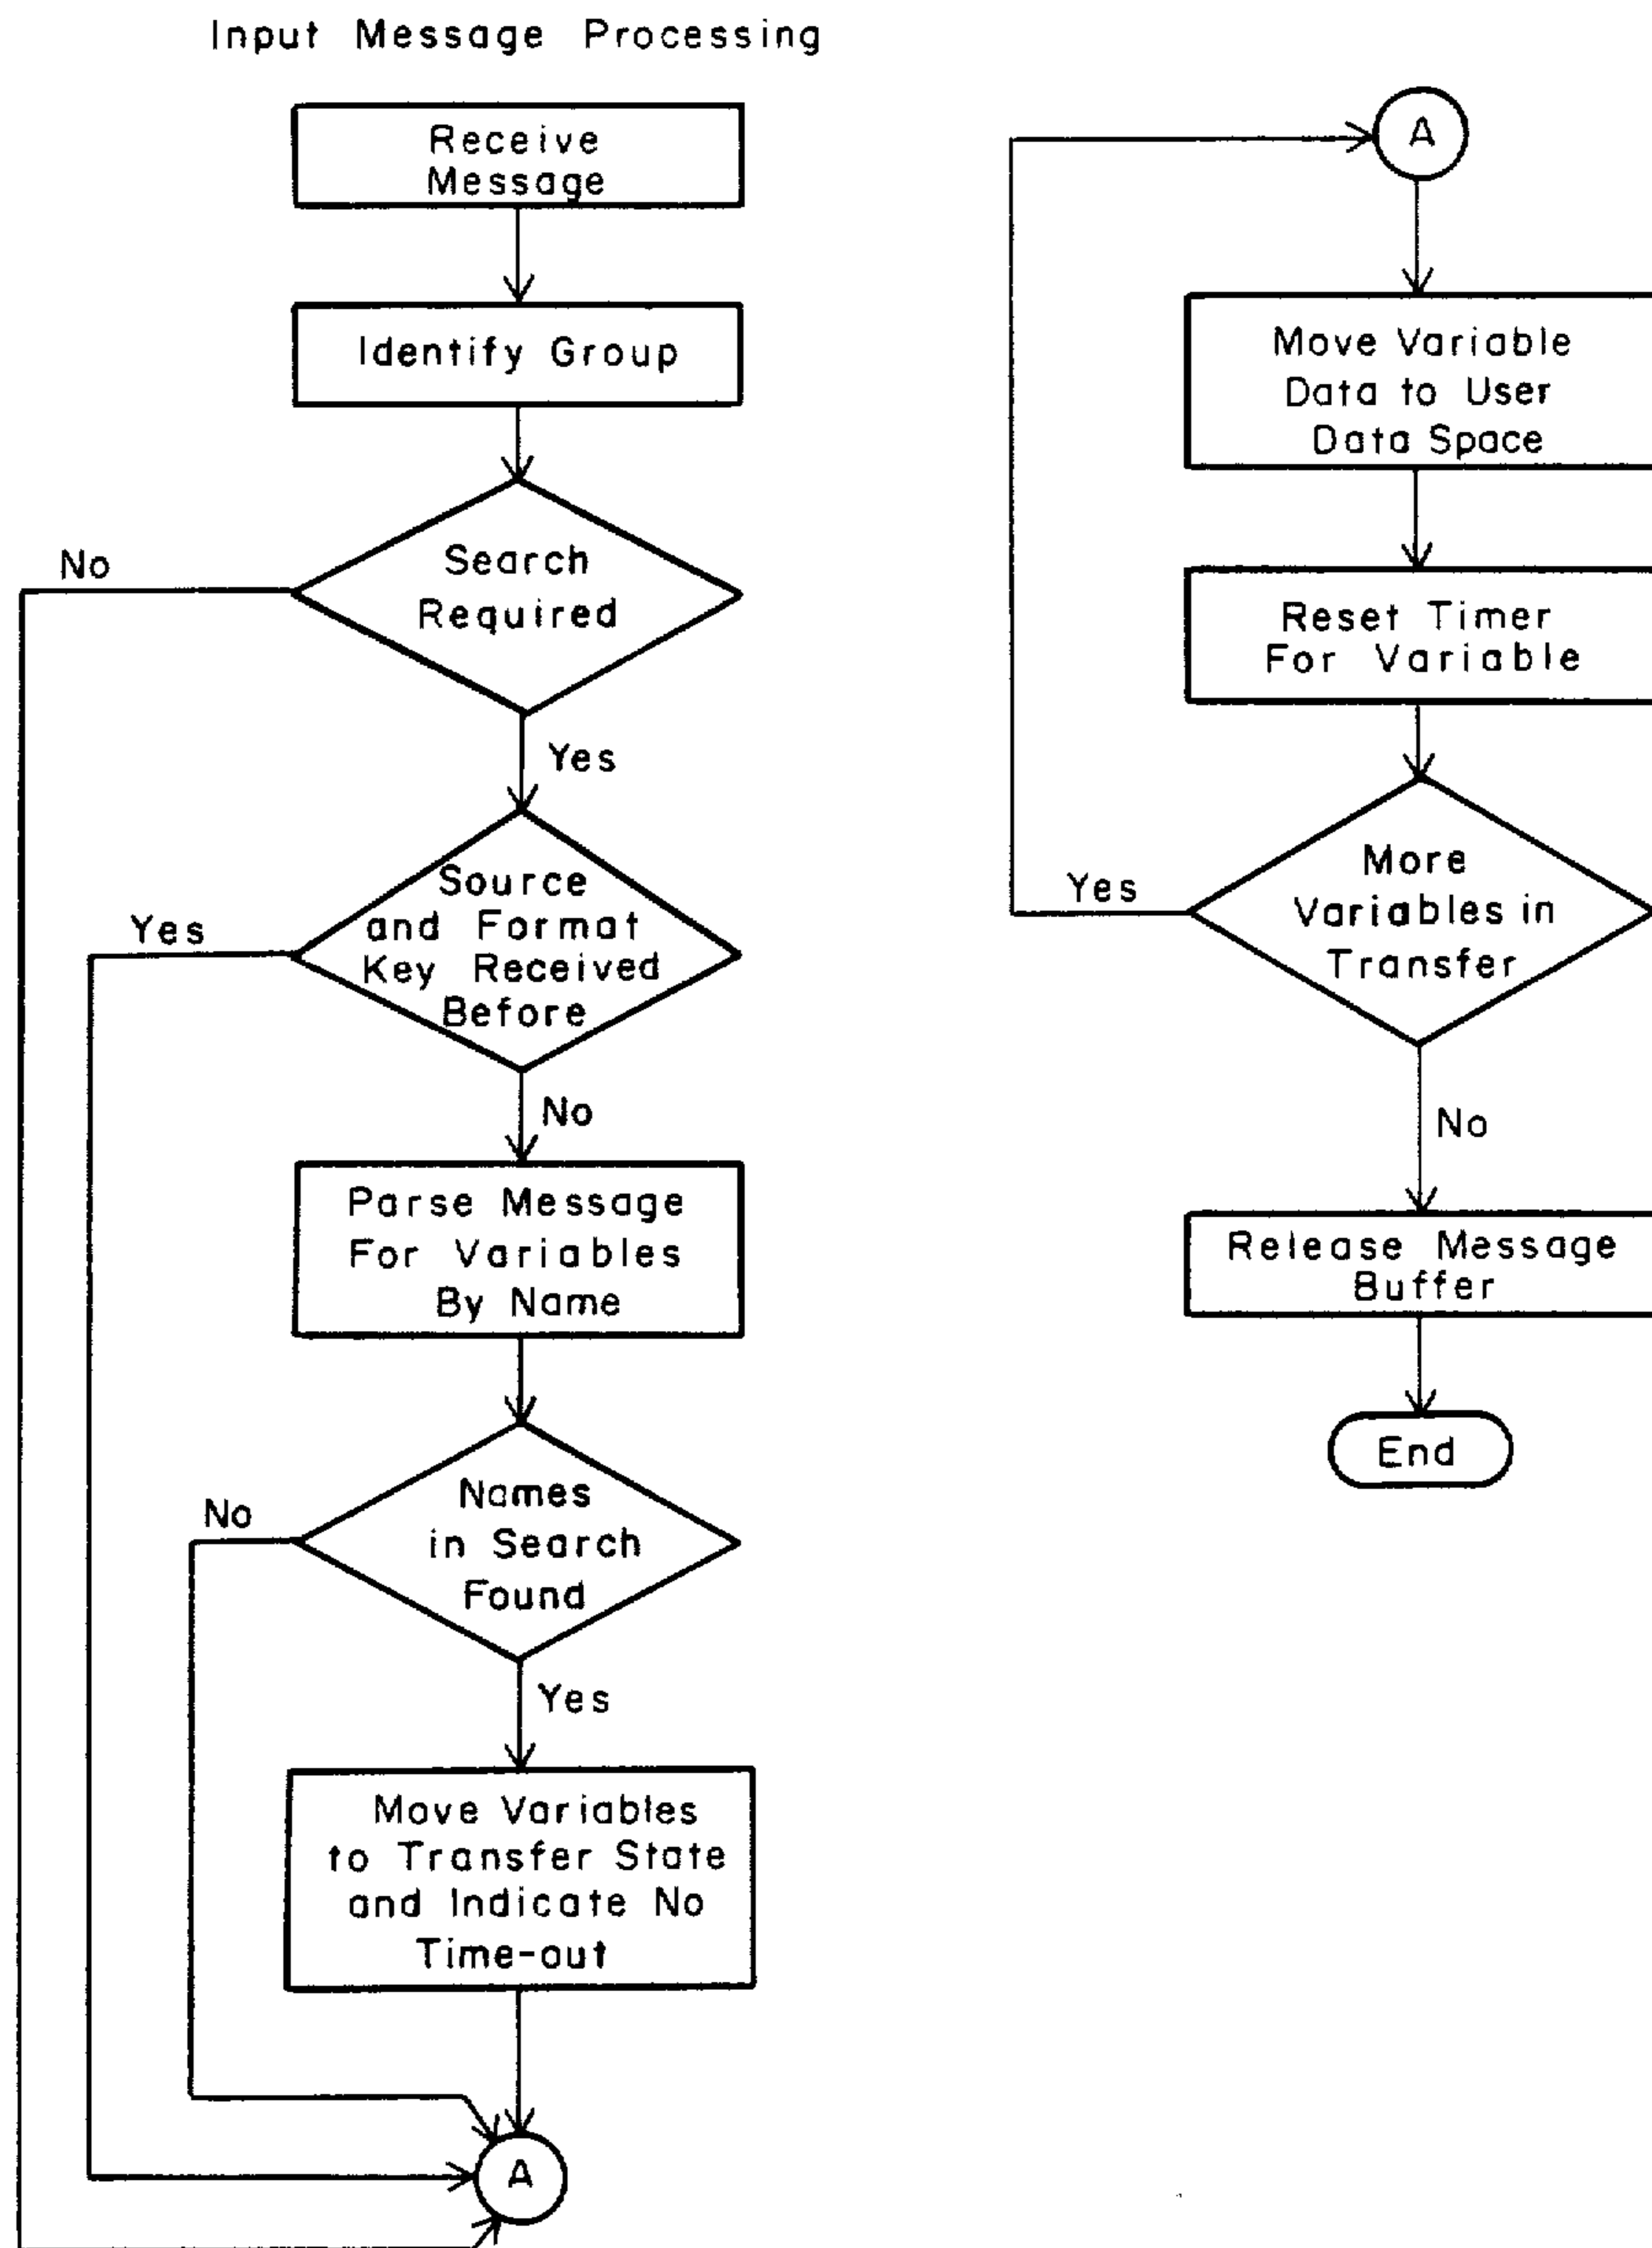 Input Message Processing
Receive
Message
Identify Group
Search
Required
No
Yes
Source
and Format
Key Received
Before
Yes
No
Parse Message
For Variables
By Name
Names
in Search
Found
No
Yes
Move Variables
to Transfer State
and Indicate No
Time-out
A
A
Move Variable
Data to User
Data Space
Reset Timer
For Variable
More
Variables in
Transfer
Yes
No
Release Message
Buffer
End